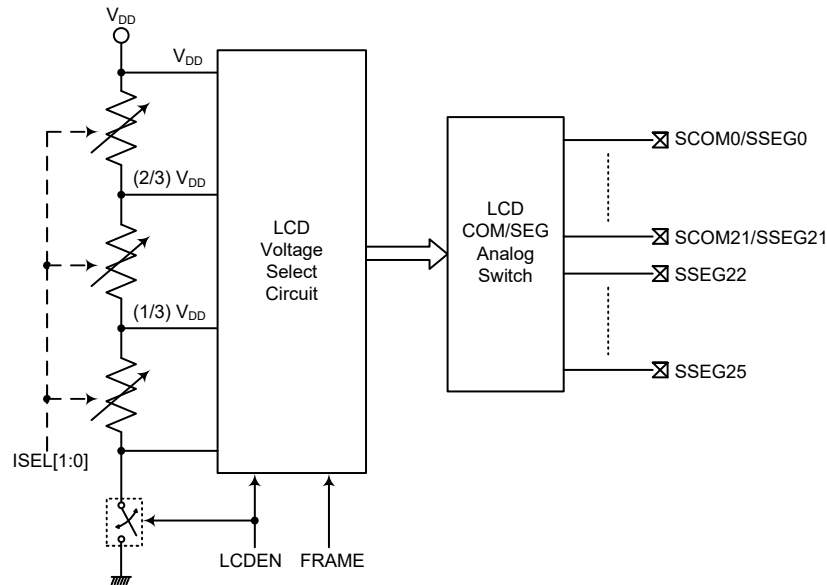 VDD
VDD
(2/3) VDD
(1/3) VDD
ISEL[1:0]
LCD
Voltage
Select
Circuit
LCDEN
FRAME
LCD
COM/SEG
Analog
Switch
SCOM0/SSEG0
SCOM21/SSEG21
SSEG22
SSEG25